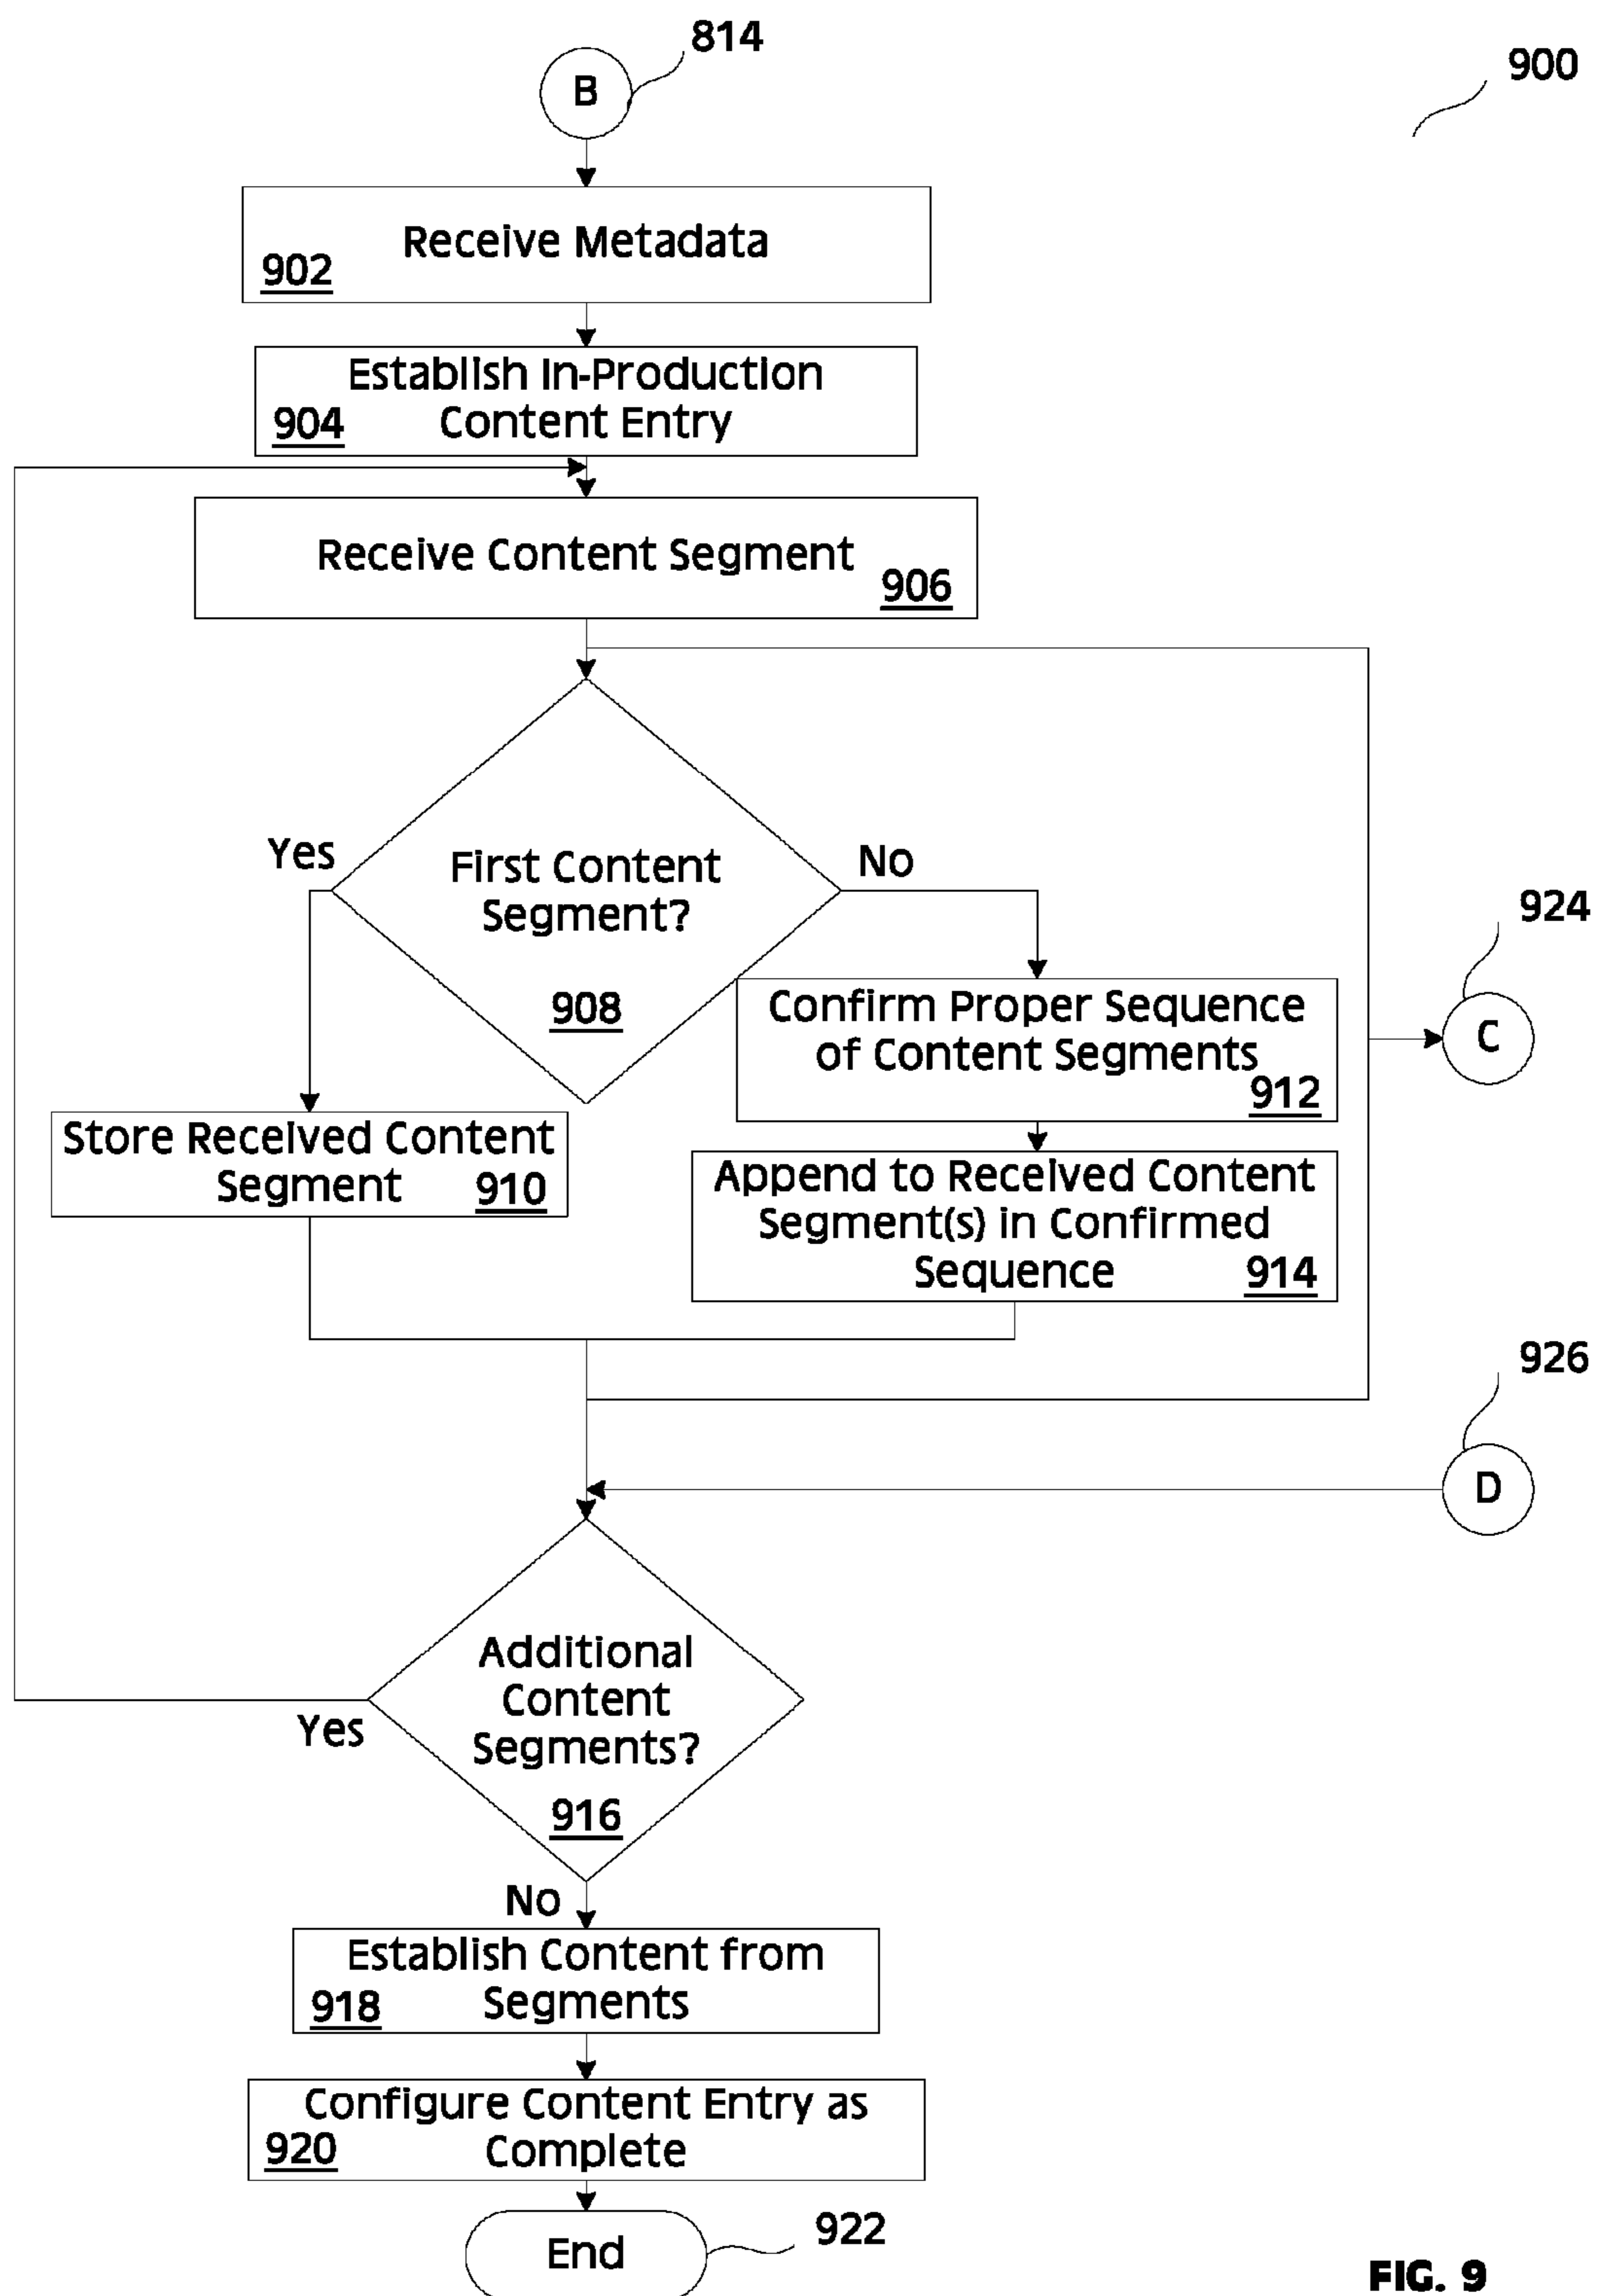 814
B
900
Receive Metadata
902
Establish In-Production
Content Entry
904
Receive Content Segment
906
Yes
First Content
Segment?
908
No
924
C
Confirm Proper Sequence
of Content Segments
912
Store Received Content
Segment
910
Append to Received Content
Segment(s) in Confirmed
Sequence
914
926
D
Additional
Content
Segments?
916
Yes
No
Establish Content from
Segments
918
Configure Content Entry as
Complete
920
End
922
FIG. 9